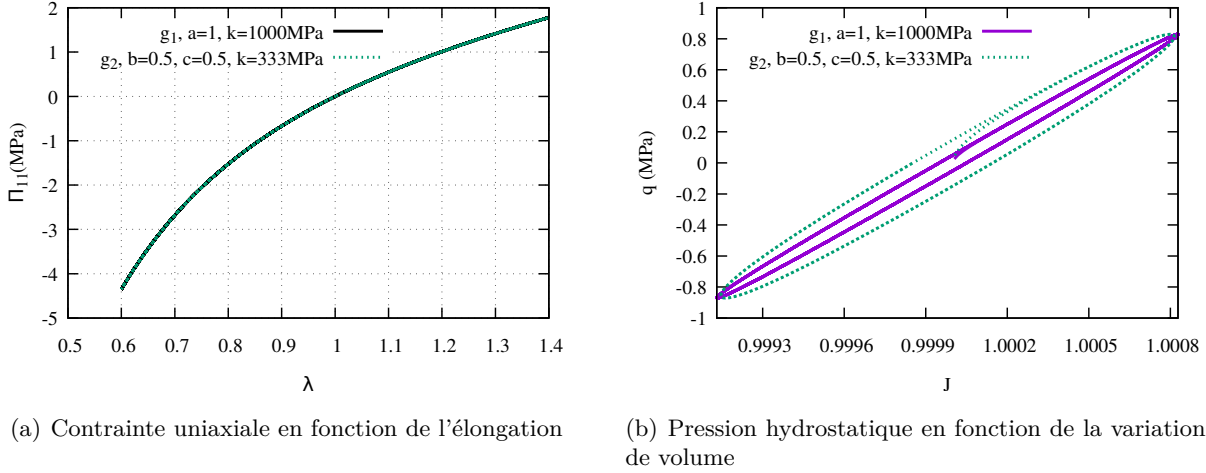 g1, a=1, k=1000MPa
g2, b=0.5, c=0.5, k=333MPa
Π11(MPa)
2
1
0
-1
-2
-3
-4
-5
0.5 0.6 0.7 0.8 0.9 1 1.1 1.2 1.3 1.4
λ
(a) Contrainte uniaxiale en fonction de l'élongation
g1, a=1, k=1000MPa
g2, b=0.5, c=0.5, k=333MPa
q (MPa)
1
0.8
0.6
0.4
0.2
0
-0.2
-0.4
-0.6
-0.8
-1
0.9993 0.9996 0.9999 1.0002 1.0005 1.0008
J
(b) Pression hydrostatique en fonction de la variation
de volume